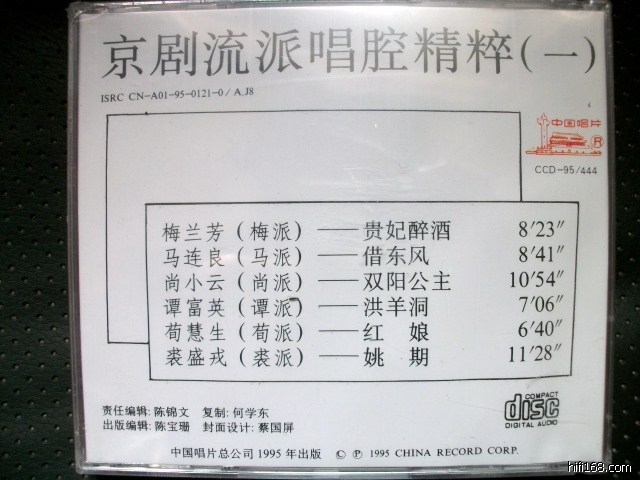 京剧流派唱腔精粹(一)
ISRC CN-A01-95-0121-0/A.J8
中国唱片 R
CCD-95/444
梅兰芳(梅派)——贵妃醉酒 8′23″
马连良(马派)——借东风 8′41″
尚小云(尚派)——双阳公主 10′54″
谭富英(谭派)——洪羊洞 7′06″
荀慧生(荀派)——红 娘 6′40″
裘盛戎(裘派)——姚 期 11′28″
责任编辑:陈锦文 复制:何学东
出版编辑:陈宝珊 封面设计:蔡国屏
COMPACT
disc
DIGITAL AUDIO
中国唱片总公司1995年出版 © Ⓟ 1995 CHINA RECORD CORP.
hifi168.com